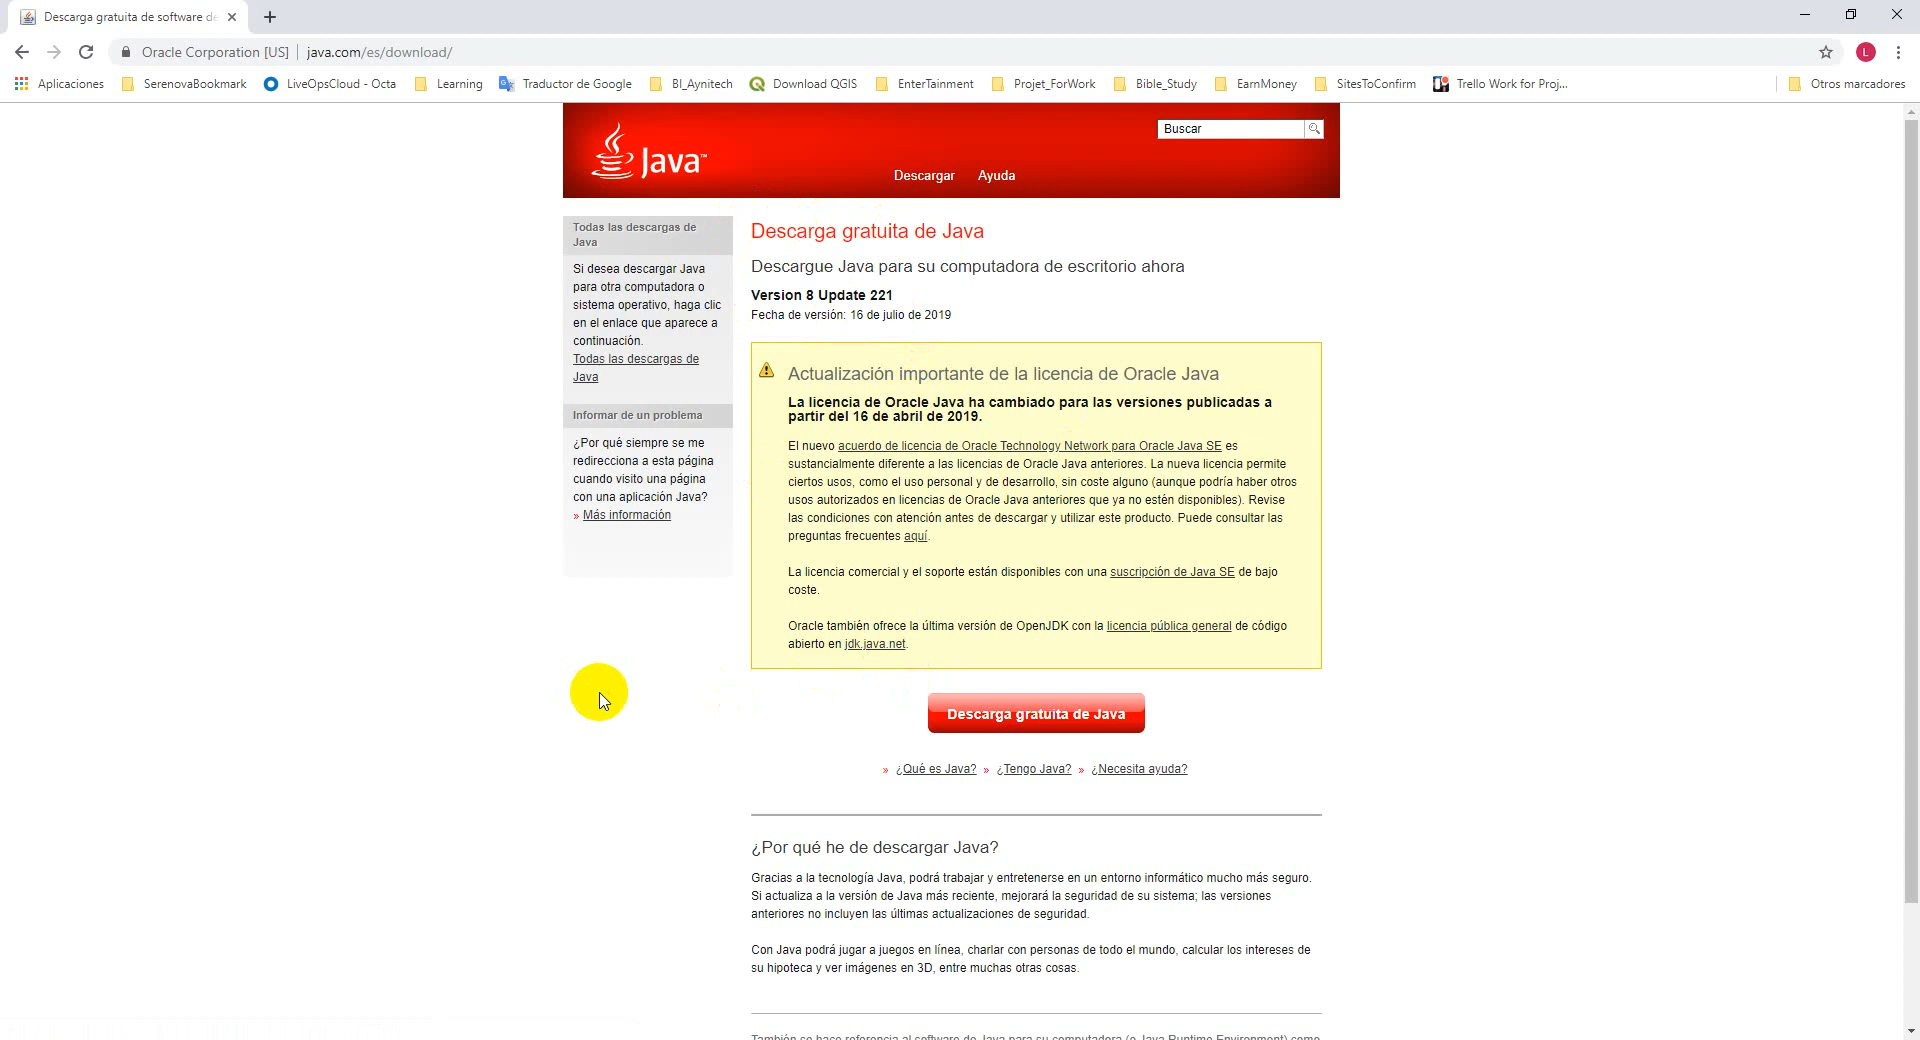 Descarga gratuita de software de
Oracle Corporation [US] java.com/es/download/
L
Aplicaciones SerenovaBookmark LiveOpsCloud - Octa Learning Traductor de Google BI_Aynitech Download QGIS EnterTainment Projet_ForWork Bible_Study EarnMoney SitesToConfirm Trello Work for Proj... Otros marcadores
Java™
Buscar
Descargar Ayuda
Todas las descargas de
Java
Si desea descargar Java
para otra computadora o
sistema operativo, haga clic
en el enlace que aparece a
continuación.
Todas las descargas de
Java
Informar de un problema
¿Por qué siempre se me
redirecciona a esta página
cuando visito una página
con una aplicación Java?
» Más información
Descarga gratuita de Java
Descargue Java para su computadora de escritorio ahora
Version 8 Update 221
Fecha de versión: 16 de julio de 2019
Actualización importante de la licencia de Oracle Java
La licencia de Oracle Java ha cambiado para las versiones publicadas a
partir del 16 de abril de 2019.
El nuevo acuerdo de licencia de Oracle Technology Network para Oracle Java SE es
sustancialmente diferente a las licencias de Oracle Java anteriores. La nueva licencia permite
ciertos usos, como el uso personal y de desarrollo, sin coste alguno (aunque podría haber otros
usos autorizados en licencias de Oracle Java anteriores que ya no estén disponibles). Revise
las condiciones con atención antes de descargar y utilizar este producto. Puede consultar las
preguntas frecuentes aquí.
La licencia comercial y el soporte están disponibles con una suscripción de Java SE de bajo
coste.
Oracle también ofrece la última versión de OpenJDK con la licencia pública general de código
abierto en jdk.java.net.
Descarga gratuita de Java
» ¿Qué es Java? » ¿Tengo Java? » ¿Necesita ayuda?
¿Por qué he de descargar Java?
Gracias a la tecnología Java, podrá trabajar y entretenerse en un entorno informático mucho más seguro.
Si actualiza a la versión de Java más reciente, mejorará la seguridad de su sistema; las versiones
anteriores no incluyen las últimas actualizaciones de seguridad.
Con Java podrá jugar a juegos en línea, charlar con personas de todo el mundo, calcular los intereses de
su hipoteca y ver imágenes en 3D, entre muchas otras cosas.
También se hace referencia al software de Java para su computadora (o Java Runtime Environment) como